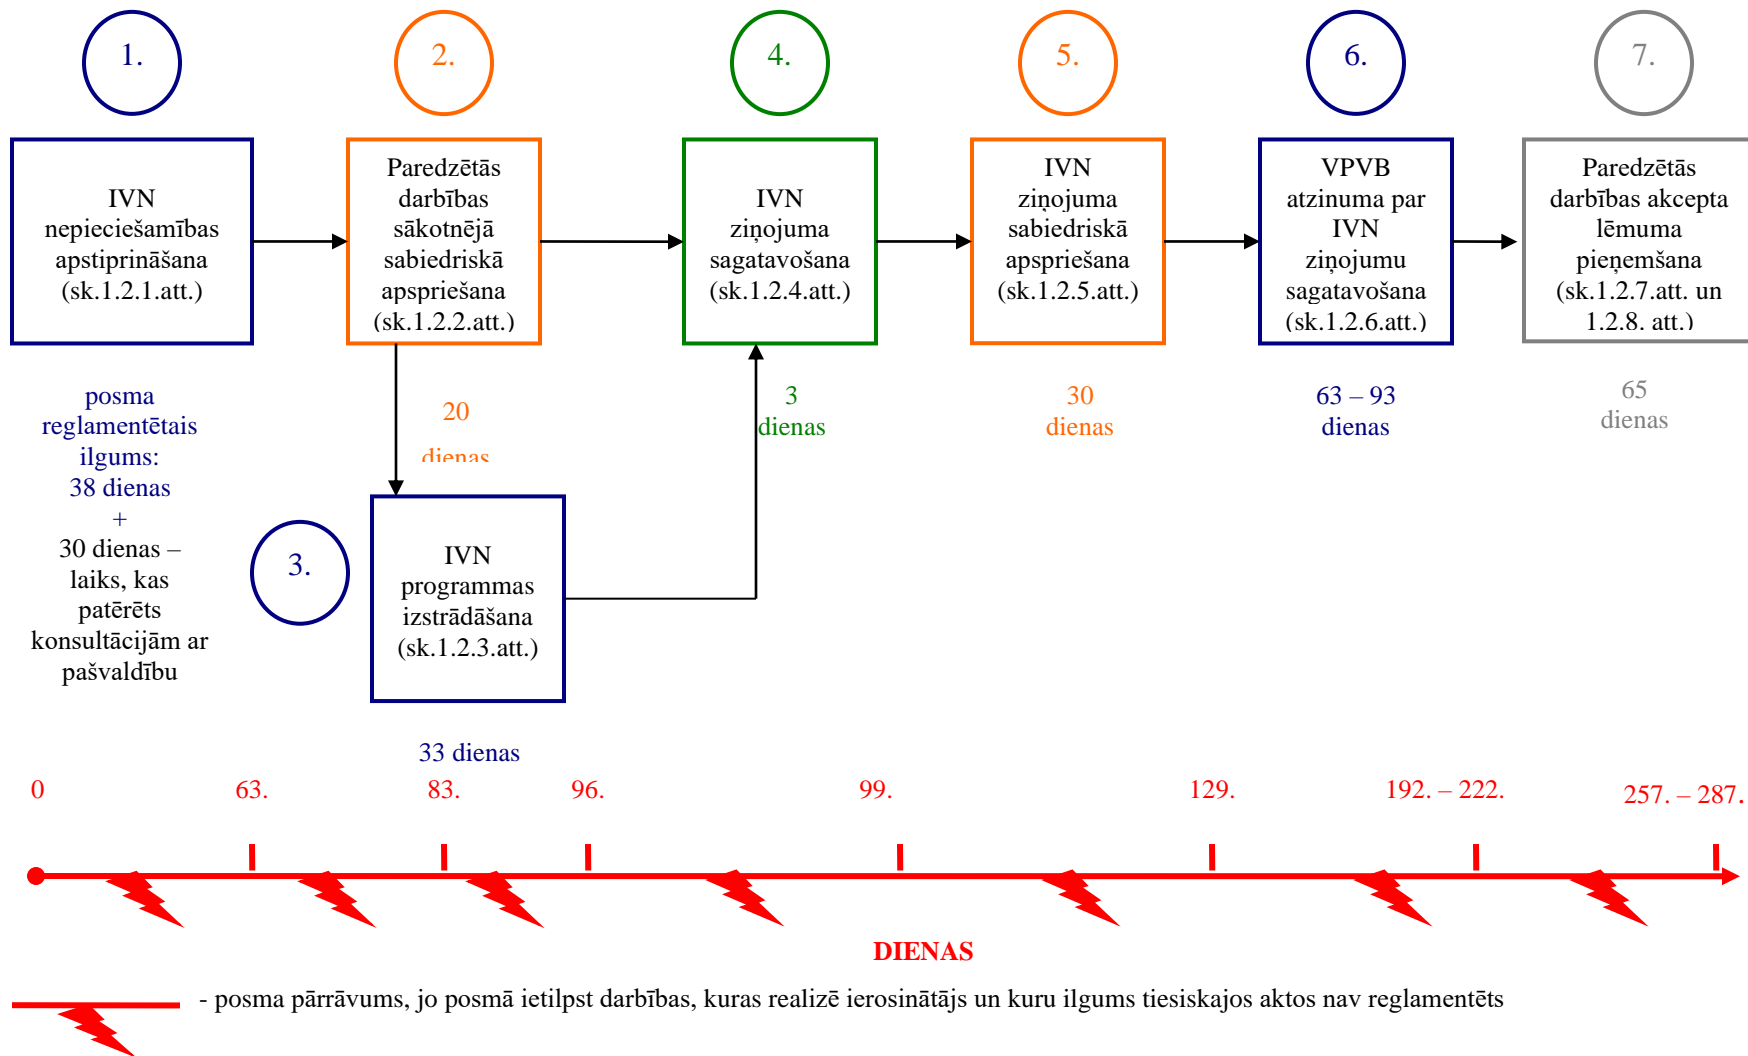 1.
2.
4.
5.
6.
7.
IVN
nepieciešamības
apstiprināšana
(sk.1.2.1.att.)
Paredzētās
darbības
sākotnējā
sabiedriskā
apspriešana
(sk.1.2.2.att.)
IVN
ziņojuma
sagatavošana
(sk.1.2.4.att.)
IVN
ziņojuma
sabiedriskā
apspriešana
(sk.1.2.5.att.)
VPVB
atzinuma par
IVN
ziņojumu
sagatavošana
(sk.1.2.6.att.)
Paredzētās
darbības akcepta
lēmuma
pieņemšana
(sk.1.2.7.att. un
1.2.8. att.)
posma
reglamentētais
ilgums:
38 dienas
+
30 dienas –
laiks, kas
patērēts
konsultācijām ar
pašvaldību
20
dienas
3
dienas
30
dienas
63 – 93
dienas
65
dienas
3.
IVN
programmas
izstrādāšana
(sk.1.2.3.att.)
33 dienas
0 63. 83. 96. 99. 129. 192. – 222. 257. – 287.
DIENAS
- posma pārrāvums, jo posmā ietilpst darbības, kuras realizē ierosinātājs un kuru ilgums tiesiskajos aktos nav reglamentēts